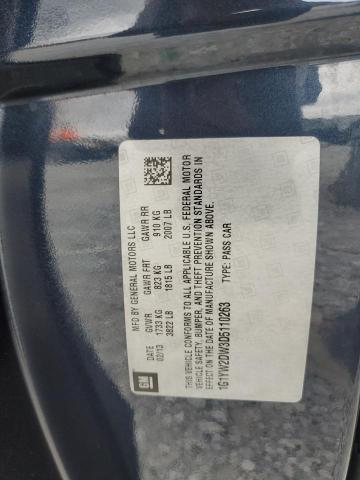 GM
MFD BY GENERAL MOTORS LLC
DATE GVWR GAWR FRT GAWR RR
02/13 1733 KG 823 KG 910 KG
3822 LB 1815 LB 2007 LB
THIS VEHICLE CONFORMS TO ALL APPLICABLE U.S. FEDERAL MOTOR
VEHICLE SAFETY, BUMPER, AND THEFT PREVENTION STANDARDS IN
EFFECT ON THE DATE OF MANUFACTURE SHOWN ABOVE.
1G1YW2DW3D5110263 TYPE: PASS CAR